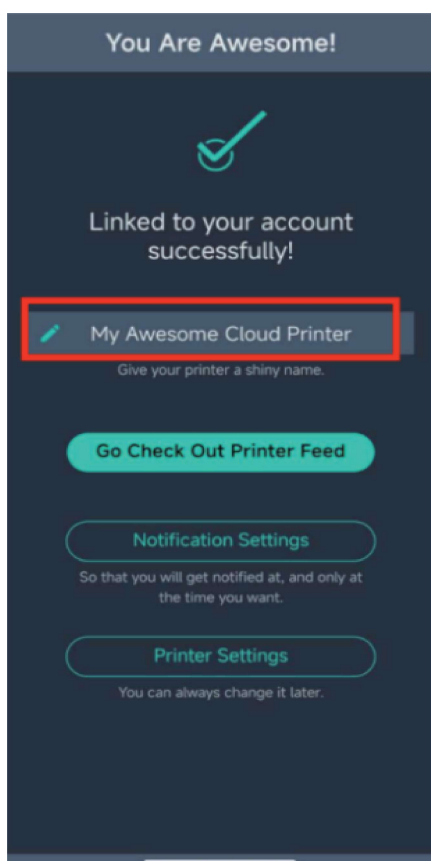 You Are Awesome!
Linked to your account
successfully!
My Awesome Cloud Printer
Give your printer a shiny name.
Go Check Out Printer Feed
Notification Settings
So that you will get notified at, and only at
the time you want.
Printer Settings
You can always change it later.